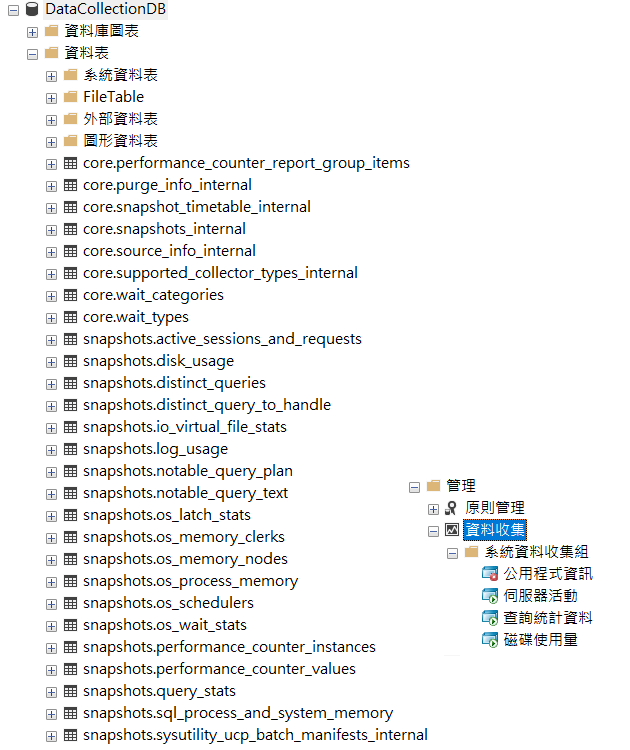 DataCollectionDB
資料庫圖表
資料表
系統資料表
FileTable
外部資料表
圖形資料表
core.performance_counter_report_group_items
core.purge_info_internal
core.snapshot_timetable_internal
core.snapshots_internal
core.source_info_internal
core.supported_collector_types_internal
core.wait_categories
core.wait_types
snapshots.active_sessions_and_requests
snapshots.disk_usage
snapshots.distinct_queries
snapshots.distinct_query_to_handle
snapshots.io_virtual_file_stats
snapshots.log_usage
snapshots.notable_query_plan
snapshots.notable_query_text
snapshots.os_latch_stats
snapshots.os_memory_clerks
snapshots.os_memory_nodes
snapshots.os_process_memory
snapshots.os_schedulers
snapshots.os_wait_stats
snapshots.performance_counter_instances
snapshots.performance_counter_values
snapshots.query_stats
snapshots.sql_process_and_system_memory
snapshots.sysutility_ucp_batch_manifests_internal
管理
原則管理
資料收集
系統資料收集組
公用程式資訊
伺服器活動
查詢統計資料
磁碟使用量